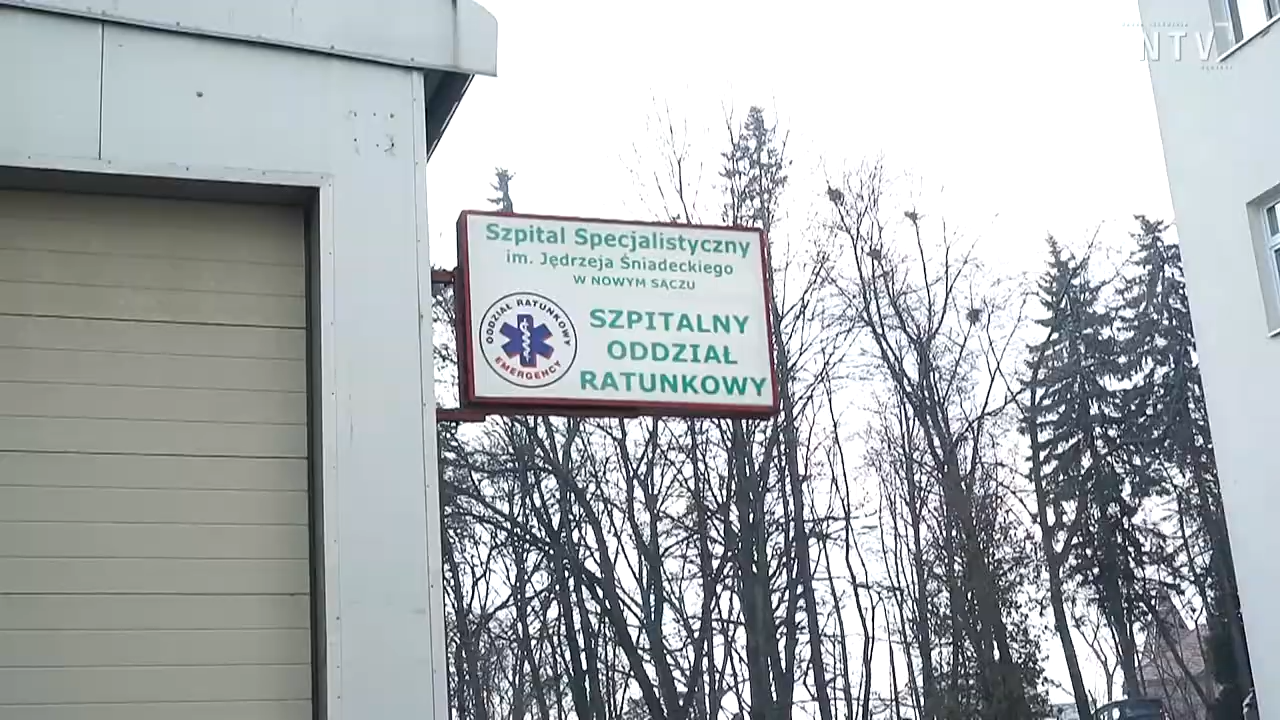 NTV
Szpital Specjalistyczny
im. Jędrzeja Śniadeckiego
W NOWYM SĄCZU
ODDZIAŁ RATUNKOWY
EMERGENCY
SZPITALNY
ODDZIAŁ
RATUNKOWY